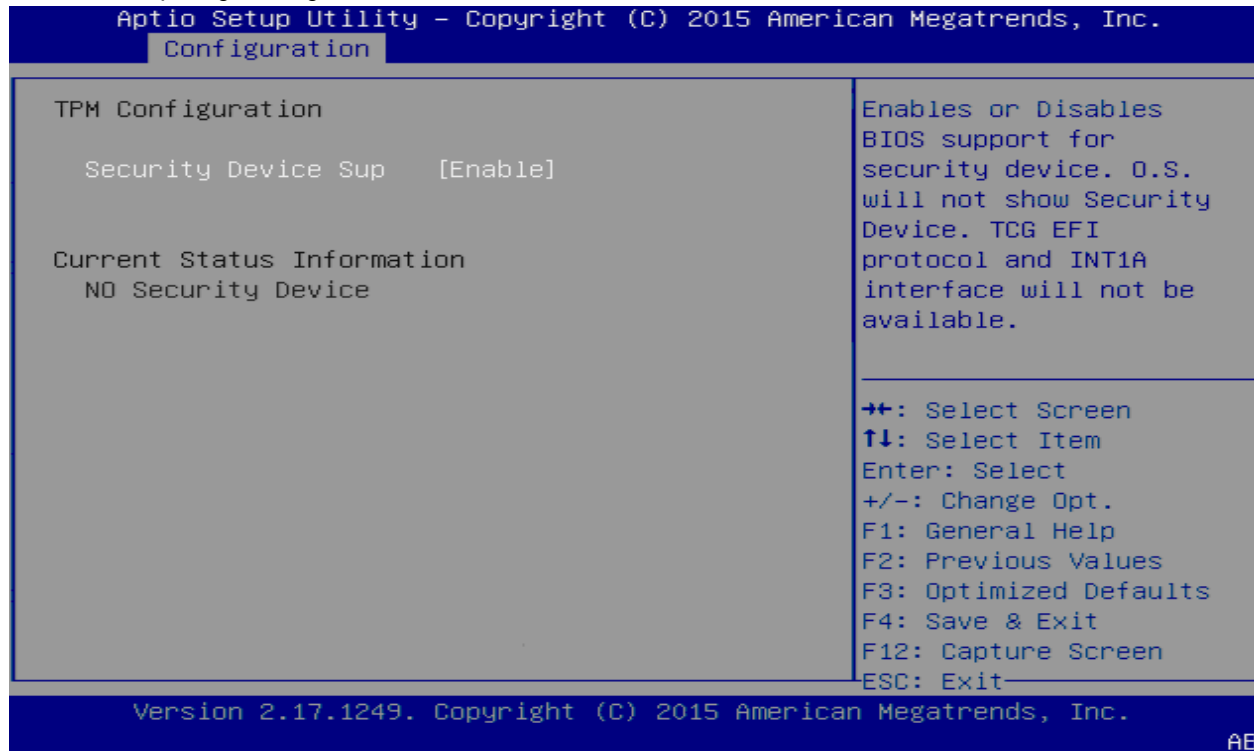 Aptio Setup Utility – Copyright (C) 2015 American Megatrends, Inc.
Configuration
TPM Configuration
Security Device Sup [Enable]
Current Status Information
NO Security Device
Enables or Disables
BIOS support for
security device. O.S.
will not show Security
Device. TCG EFI
protocol and INT1A
interface will not be
available.
→←: Select Screen
↑↓: Select Item
Enter: Select
+/-: Change Opt.
F1: General Help
F2: Previous Values
F3: Optimized Defaults
F4: Save & Exit
F12: Capture Screen
ESC: Exit
Version 2.17.1249. Copyright (C) 2015 American Megatrends, Inc.